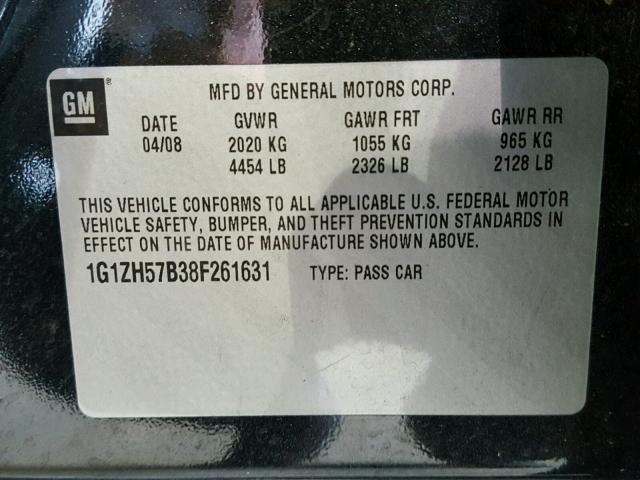 GM ®
MFD BY GENERAL MOTORS CORP.
DATE GVWR GAWR FRT GAWR RR
04/08 2020 KG 1055 KG 965 KG
4454 LB 2326 LB 2128 LB
THIS VEHICLE CONFORMS TO ALL APPLICABLE U.S. FEDERAL MOTOR
VEHICLE SAFETY, BUMPER, AND THEFT PREVENTION STANDARDS IN
EFFECT ON THE DATE OF MANUFACTURE SHOWN ABOVE.
1G1ZH57B38F261631 TYPE: PASS CAR